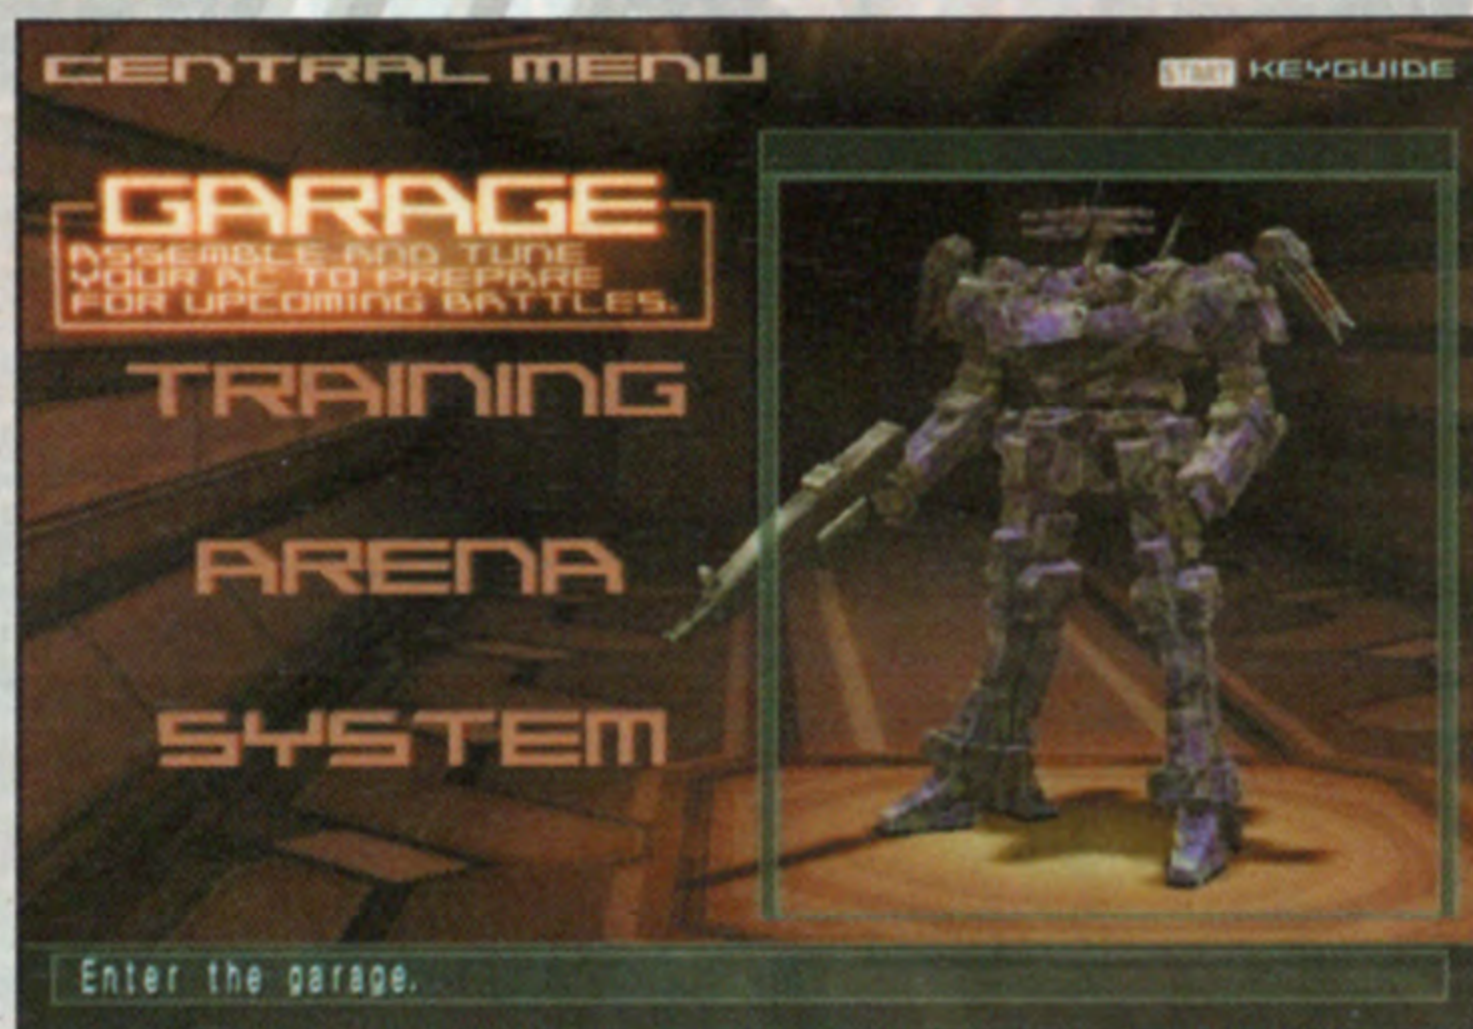 CENTRAL MENU
START KEYGUIDE
GARAGE
ASSEMBLE AND TUNE
YOUR AC TO PREPARE
FOR UPCOMING BATTLES.
TRAINING
ARENA
SYSTEM
Enter the garage.